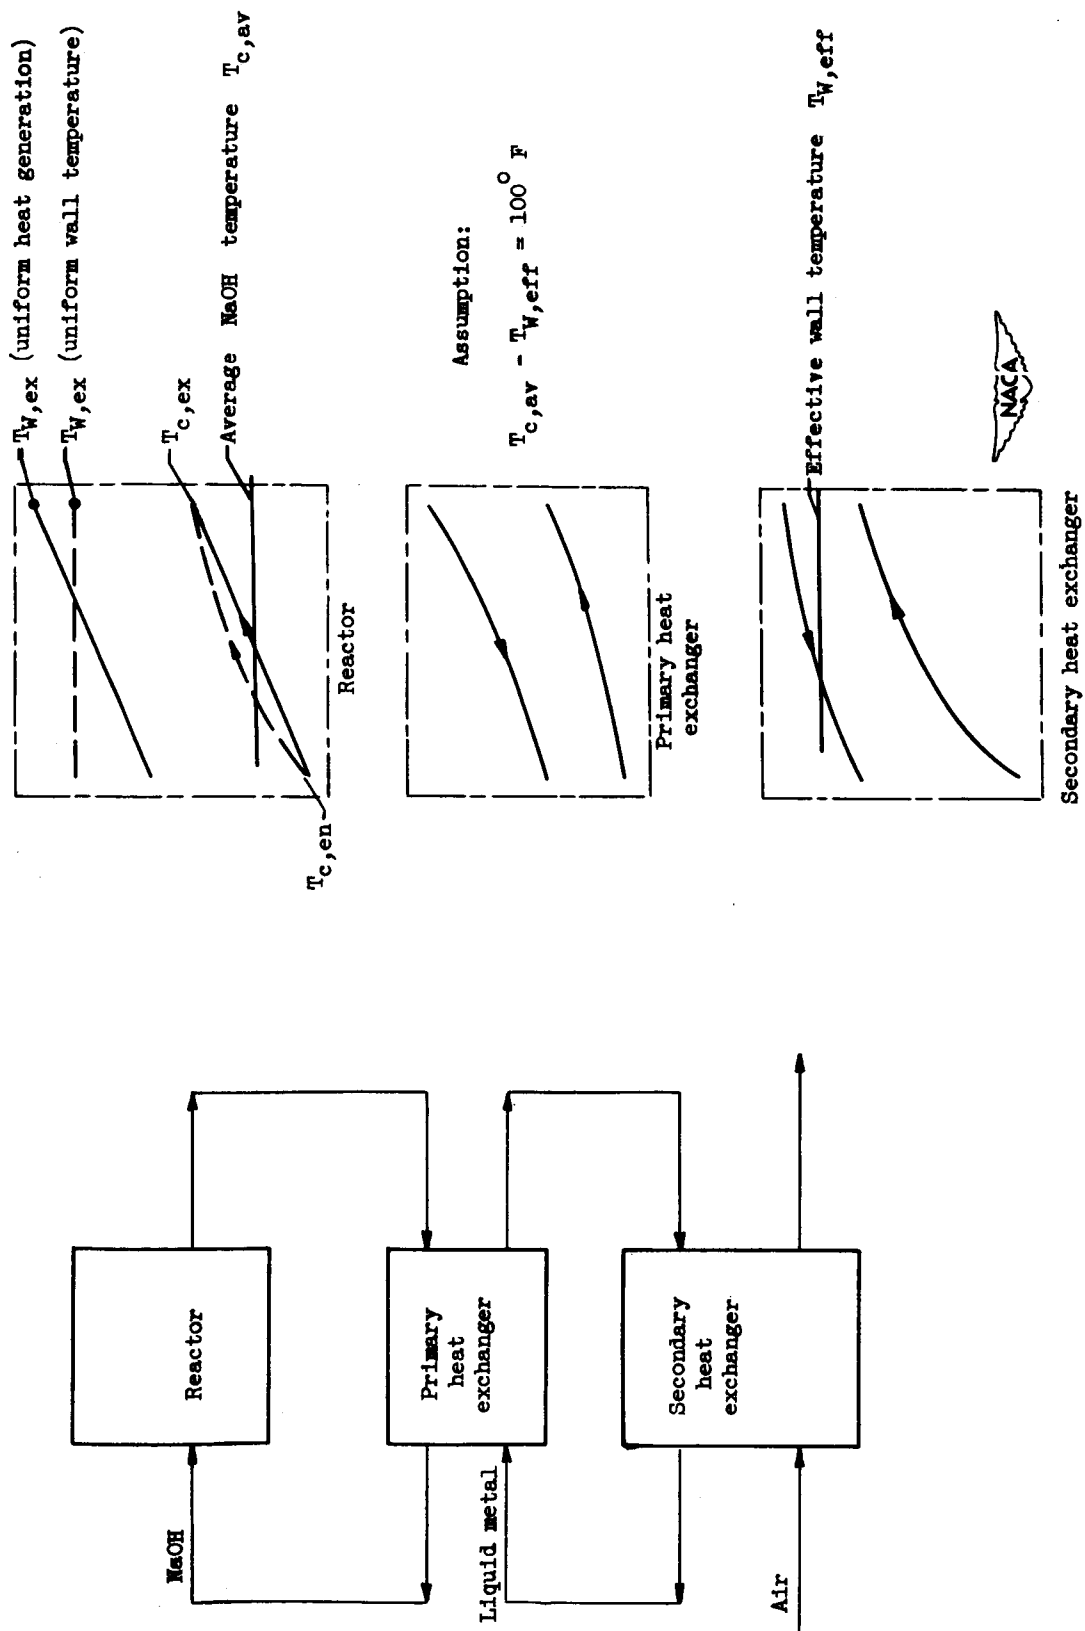 NaOH
Reactor
Liquid metal
Primary
heat
exchanger
Secondary
heat
exchanger
Air
T_W,ex (uniform heat generation)
T_W,ex (uniform wall temperature)
T_c,ex
Average NaOH temperature T_c,av
T_c,en
Reactor
Assumption:
T_c,av - T_W,eff = 100° F
Primary heat
exchanger
Effective wall temperature T_W,eff
Secondary heat exchanger
NACA